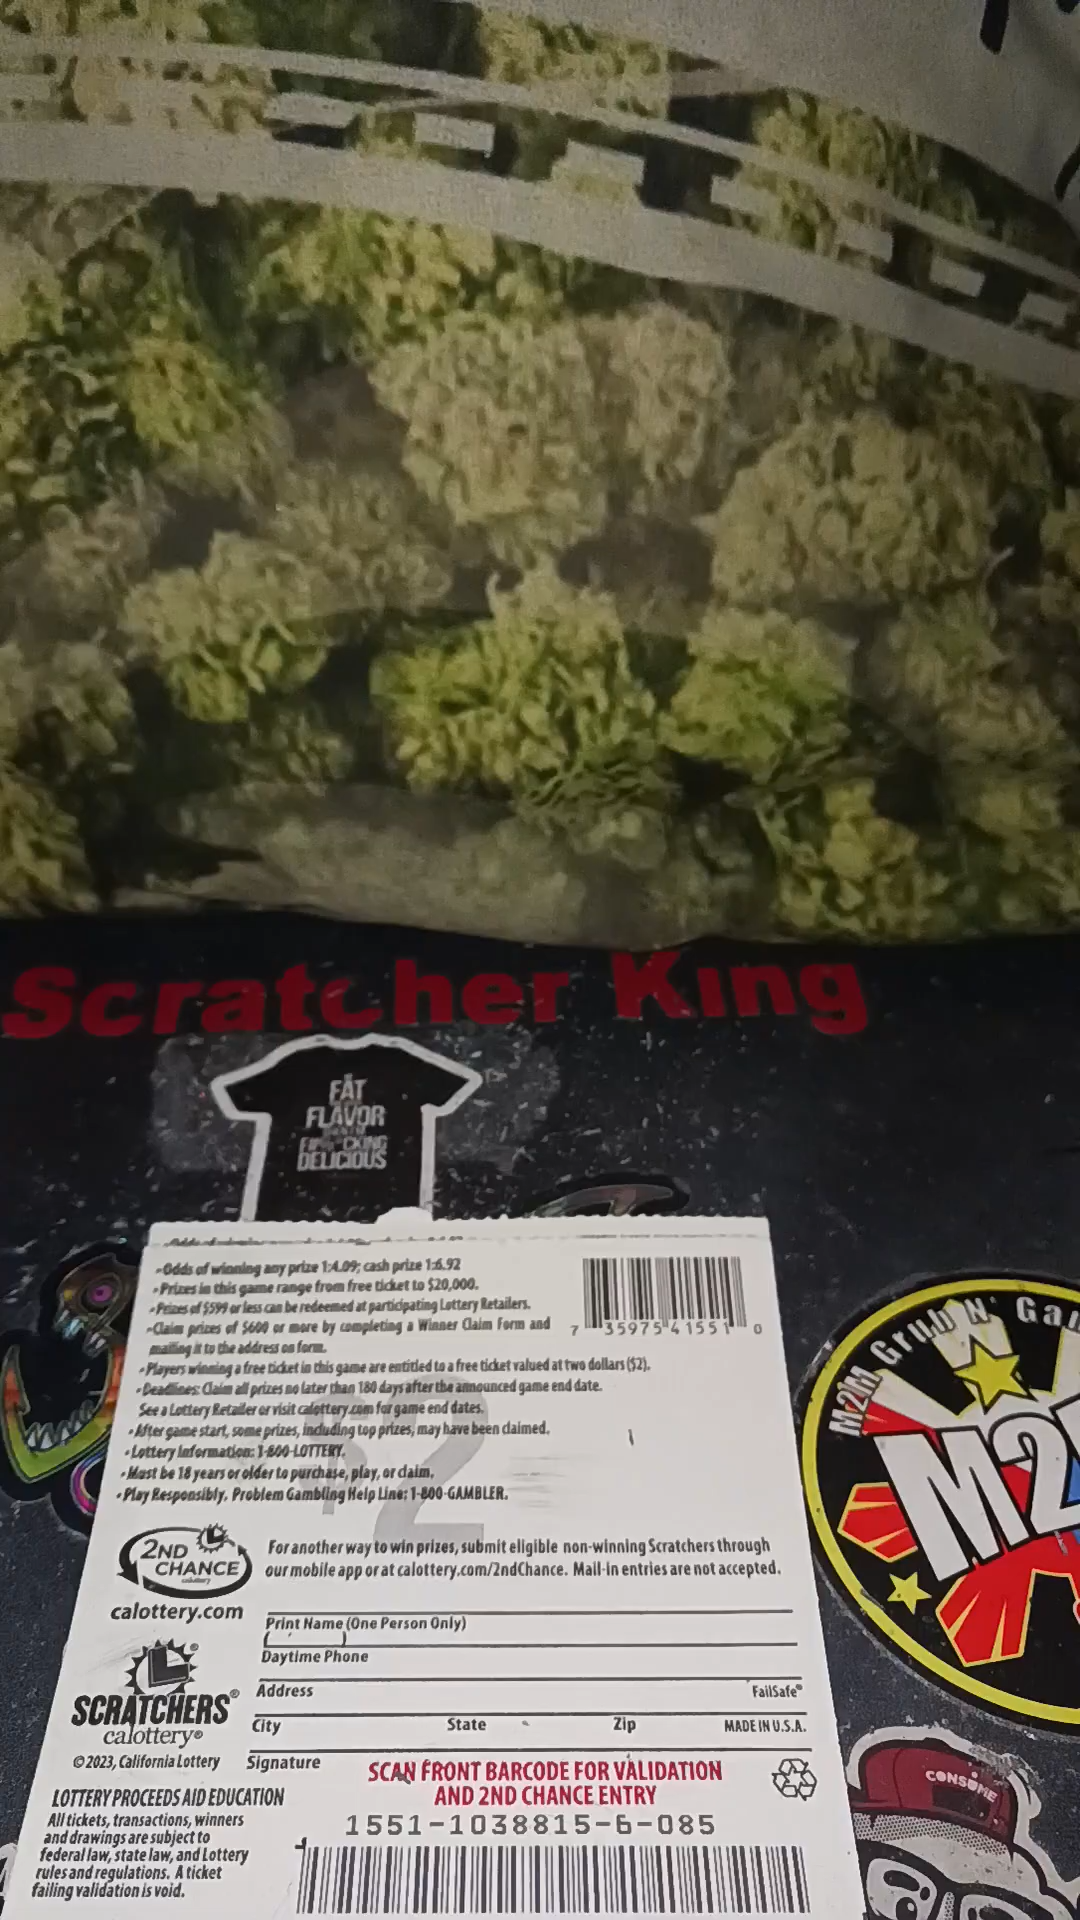 Scratcher King
FAT
FLAVOR
DELICIOUS
-Odds of winning any prize 1:4.09; cash prize 1:6.92
•Prizes in this game range from free ticket to $20,000.
•Prizes of $599 or less can be redeemed at participating Lottery Retailers.
•Claim prizes of $600 or more by completing a Winner Claim Form and
mailing it to the address on form.
•Players winning a free ticket in this game are entitled to a free ticket valued at two dollars ($2).
•Deadlines: Claim all prizes no later than 180 days after the announced game end date.
See a Lottery Retailer or visit calottery.com for game end dates.
•After game start, some prizes, including top prizes, may have been claimed.
•Lottery Information: 1-800-LOTTERY.
•Must be 18 years or older to purchase, play, or claim.
•Play Responsibly, Problem Gambling Help Line: 1-800-GAMBLER.
$2
7 35975 41551 0
2ND
CHANCE
calottery.com
For another way to win prizes, submit eligible non-winning Scratchers through
our mobile app or at calottery.com/2ndChance. Mail-in entries are not accepted.
Print Name (One Person Only)
( )
Daytime Phone
Address
FailSafe®
City State Zip MADE IN U.S.A.
Signature
SCRATCHERS®
calottery®
©2023, California Lottery
LOTTERY PROCEEDS AID EDUCATION
All tickets, transactions, winners
and drawings are subject to
federal law, state law, and Lottery
rules and regulations. A ticket
failing validation is void.
SCAN FRONT BARCODE FOR VALIDATION
AND 2ND CHANCE ENTRY
1551-1038815-6-085
M2M Grub N'
M2
CONSUME